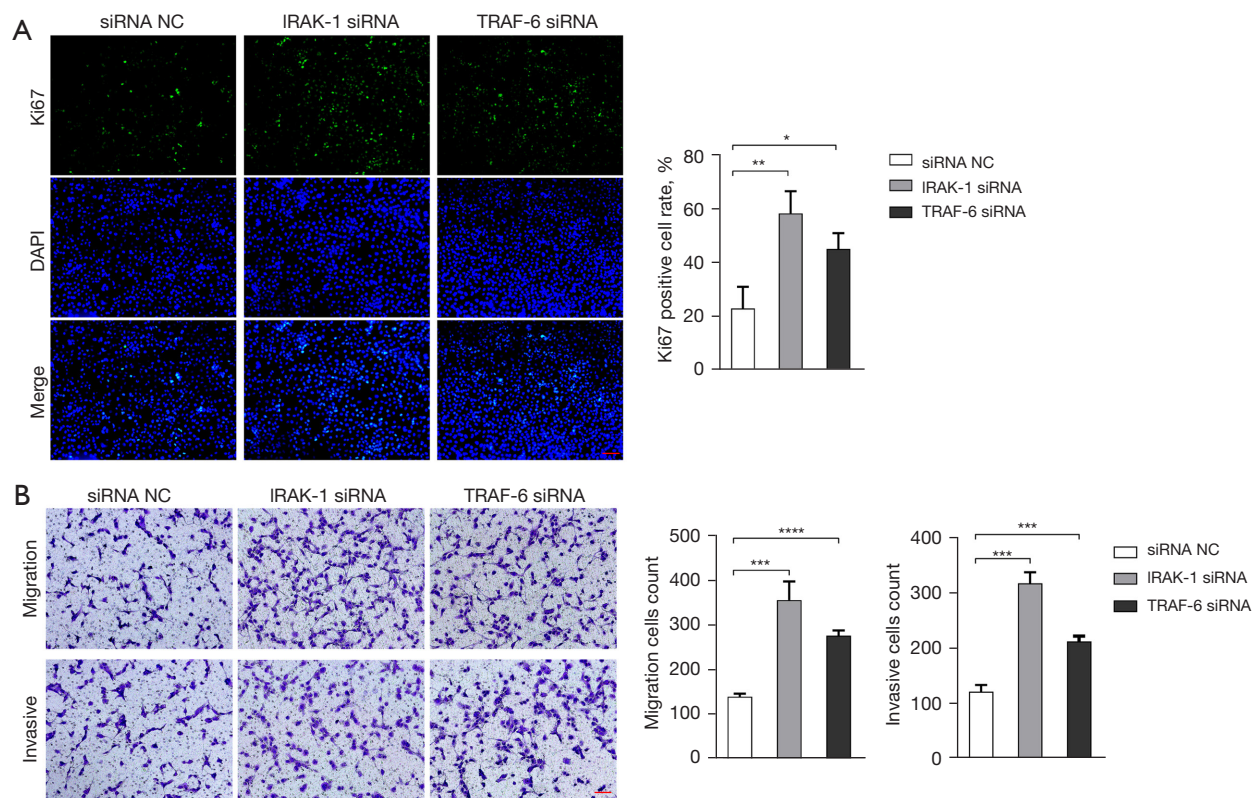 A
siRNA NC
IRAK-1 siRNA
TRAF-6 siRNA
Ki67
DAPI
Merge
Ki67 positive cell rate, %
80
60
40
20
0
*
**
siRNA NC
IRAK-1 siRNA
TRAF-6 siRNA
B
siRNA NC
IRAK-1 siRNA
TRAF-6 siRNA
Migration
Invasive
Migration cells count
500
400
300
200
100
0
****
***
Invasive cells count
400
300
200
100
0
***
***
siRNA NC
IRAK-1 siRNA
TRAF-6 siRNA